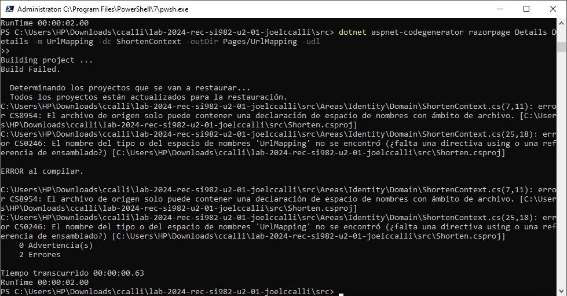 Administrator: C:\Program Files\PowerShell\7\pwsh.exe
RunTime 00:00:02.00
PS C:\Users\HP\Downloads\ccalli\lab-2024-rec-si982-u2-01-joelccalli\src> dotnet aspnet-codegenerator razorpage Details D
etails -m UrlMapping -dc ShortenContext -outDir Pages/UrlMapping -udl
>>
Building project ...
Build Failed.
Determinando los proyectos que se van a restaurar...
Todos los proyectos están actualizados para la restauración.
C:\Users\HP\Downloads\ccalli\lab-2024-rec-si982-u2-01-joelccalli\src\Areas\Identity\Domain\ShortenContext.cs(7,11): erro
r CS8954: El archivo de origen solo puede contener una declaración de espacio de nombres con ámbito de archivo. [C:\User
s\HP\Downloads\ccalli\lab-2024-rec-si982-u2-01-joelccalli\src\Shorten.csproj]
C:\Users\HP\Downloads\ccalli\lab-2024-rec-si982-u2-01-joelccalli\src\Areas\Identity\Domain\ShortenContext.cs(25,18): err
or CS0246: El nombre del tipo o del espacio de nombres 'UrlMapping' no se encontró (¿falta una directiva using o una ref
erencia de ensamblado?) [C:\Users\HP\Downloads\ccalli\lab-2024-rec-si982-u2-01-joelccalli\src\Shorten.csproj]
ERROR al compilar.
C:\Users\HP\Downloads\ccalli\lab-2024-rec-si982-u2-01-joelccalli\src\Areas\Identity\Domain\ShortenContext.cs(7,11): erro
r CS8954: El archivo de origen solo puede contener una declaración de espacio de nombres con ámbito de archivo. [C:\User
s\HP\Downloads\ccalli\lab-2024-rec-si982-u2-01-joelccalli\src\Shorten.csproj]
C:\Users\HP\Downloads\ccalli\lab-2024-rec-si982-u2-01-joelccalli\src\Areas\Identity\Domain\ShortenContext.cs(25,18): err
or CS0246: El nombre del tipo o del espacio de nombres 'UrlMapping' no se encontró (¿falta una directiva using o una ref
erencia de ensamblado?) [C:\Users\HP\Downloads\ccalli\lab-2024-rec-si982-u2-01-joelccalli\src\Shorten.csproj]
0 Advertencia(s)
2 Errores
Tiempo transcurrido 00:00:00.63
RunTime 00:00:02.00
PS C:\Users\HP\Downloads\ccalli\lab-2024-rec-si982-u2-01-joelccalli\src>